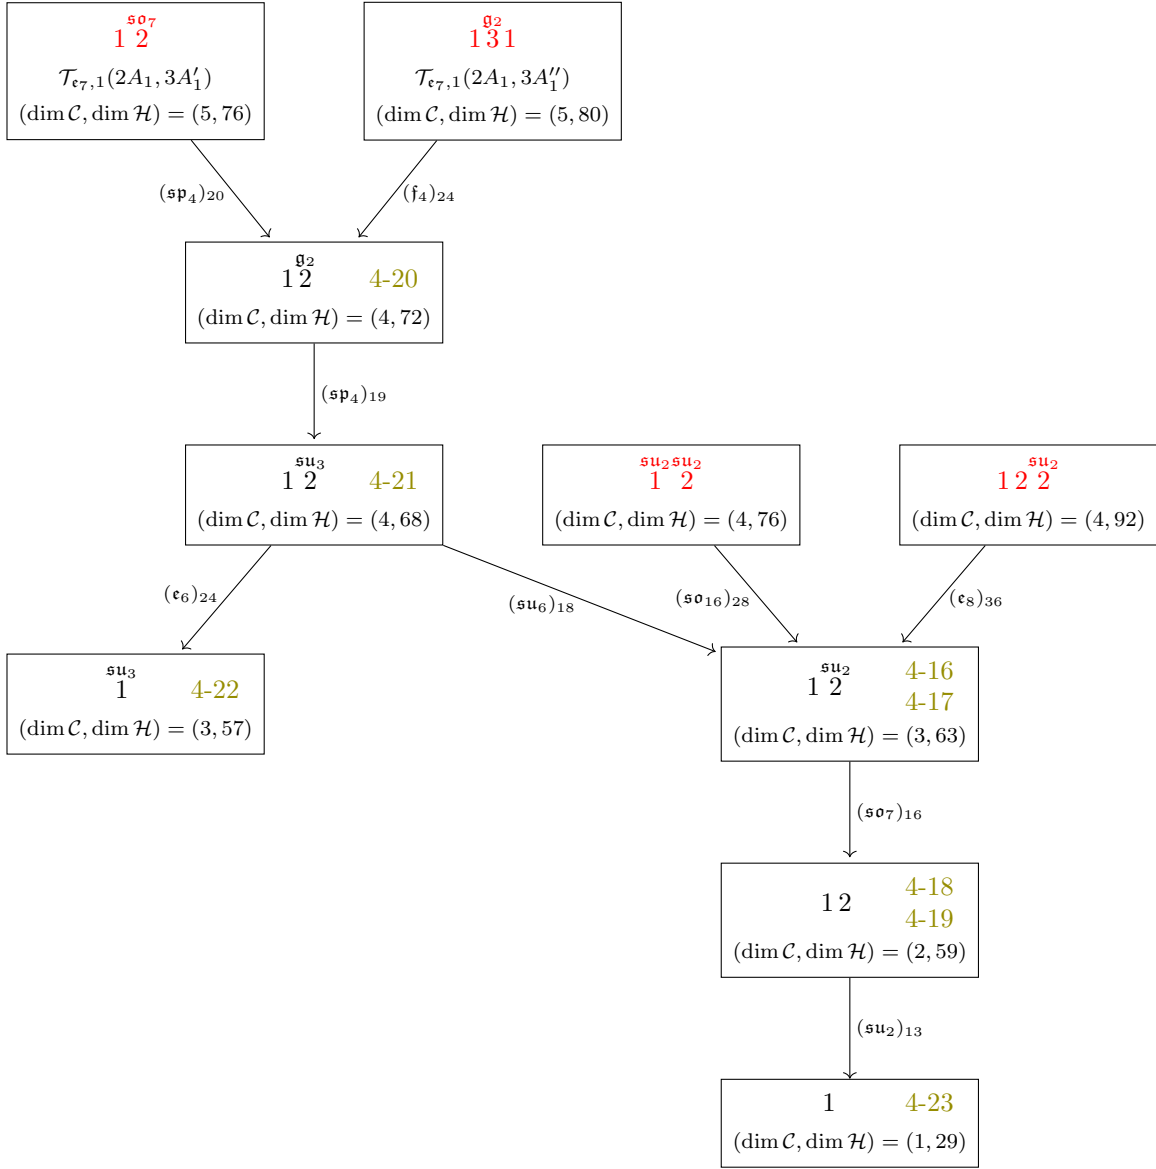 𝔰𝔬₇
1 2
𝒯_{𝔢₇,1}(2A₁, 3A₁′)
(dim 𝒞, dim ℋ) = (5, 76)
𝔤₂
1 3 1
𝒯_{𝔢₇,1}(2A₁, 3A₁″)
(dim 𝒞, dim ℋ) = (5, 80)
(𝔰𝔭₄)₂₀
(𝔣₄)₂₄
𝔤₂
1 2 4-20
(dim 𝒞, dim ℋ) = (4, 72)
(𝔰𝔭₄)₁₉
𝔰𝔲₃
1 2 4-21
(dim 𝒞, dim ℋ) = (4, 68)
𝔰𝔲₂ 𝔰𝔲₂
1 2
(dim 𝒞, dim ℋ) = (4, 76)
𝔰𝔲₂
1 2 2
(dim 𝒞, dim ℋ) = (4, 92)
(𝔢₆)₂₄
(𝔰𝔲₆)₁₈
(𝔰𝔬₁₆)₂₈
(𝔢₈)₃₆
𝔰𝔲₃
1 4-22
(dim 𝒞, dim ℋ) = (3, 57)
𝔰𝔲₂
1 2
4-16
4-17
(dim 𝒞, dim ℋ) = (3, 63)
(𝔰𝔬₇)₁₆
1 2
4-18
4-19
(dim 𝒞, dim ℋ) = (2, 59)
(𝔰𝔲₂)₁₃
1 4-23
(dim 𝒞, dim ℋ) = (1, 29)